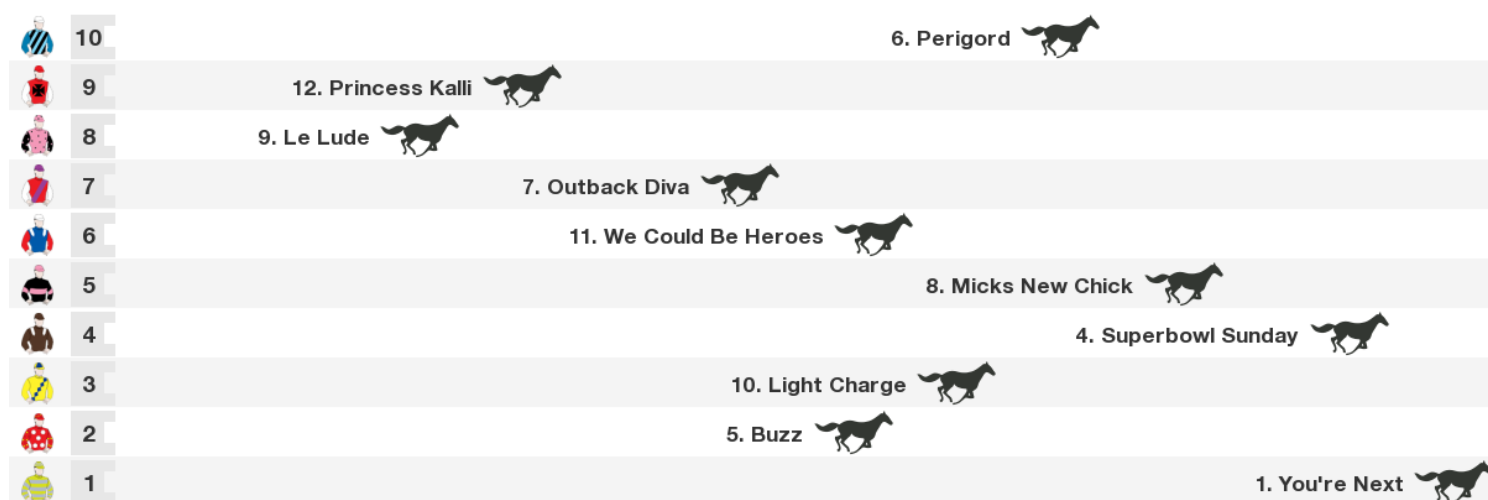 10 6. Perigord
9 12. Princess Kalli
8 9. Le Lude
7 7. Outback Diva
6 11. We Could Be Heroes
5 8. Micks New Chick
4 4. Superbowl Sunday
3 10. Light Charge
2 5. Buzz
1 1. You're Next